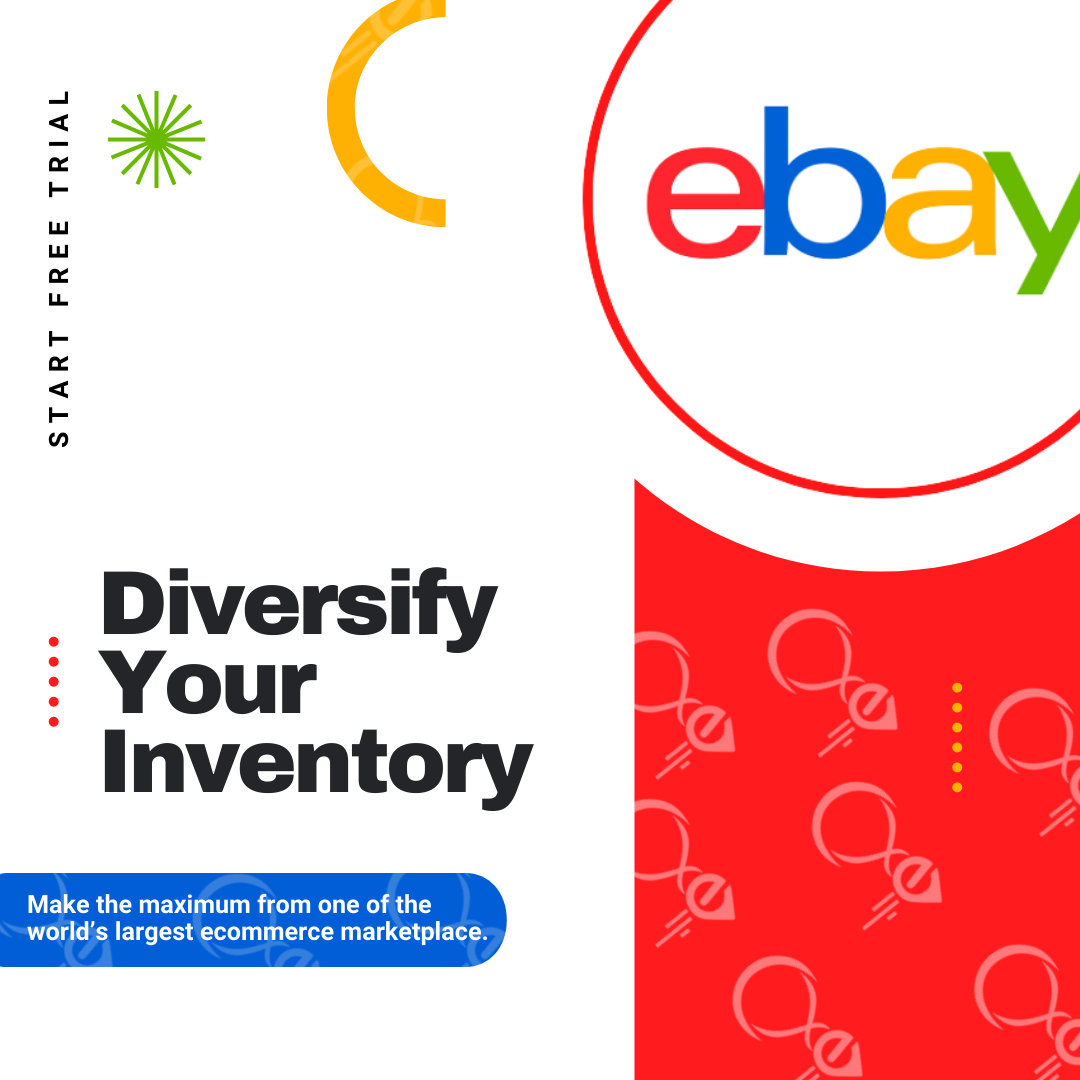 START FREE TRIAL
ebay
Diversify
Your
Inventory
Make the maximum from one of the
world’s largest ecommerce marketplace.